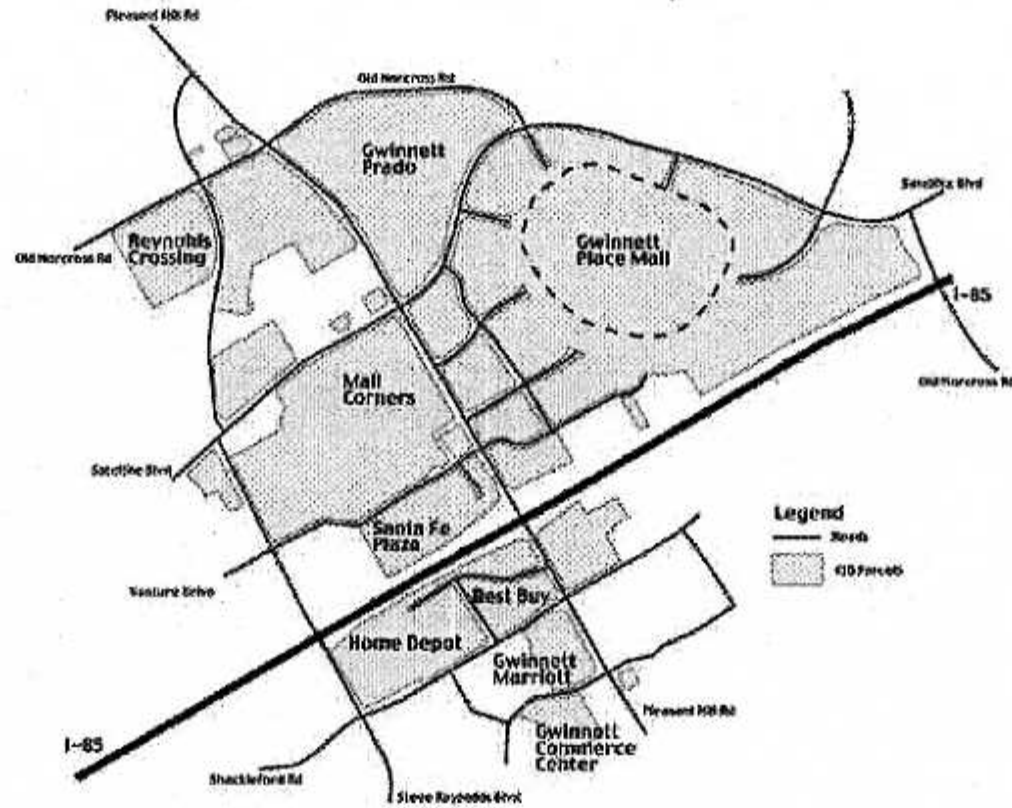 Pleasant Hill Rd
Old Norcross Rd
Gwinnett
Prado
Satellite Blvd
Reynolds
Crossing
Old Norcross Rd
Gwinnett
Place Mall
I-85
Old Norcross Rd
Mall
Corners
Satellite Blvd
Legend
Roads
CID Parcels
Santa Fe
Plaza
Venture Drive
Best Buy
Home Depot
Gwinnett
Marriott
Pleasant Hill Rd
Gwinnett
Commerce
Center
I-85
Shackleford Rd
Steve Reynolds Blvd